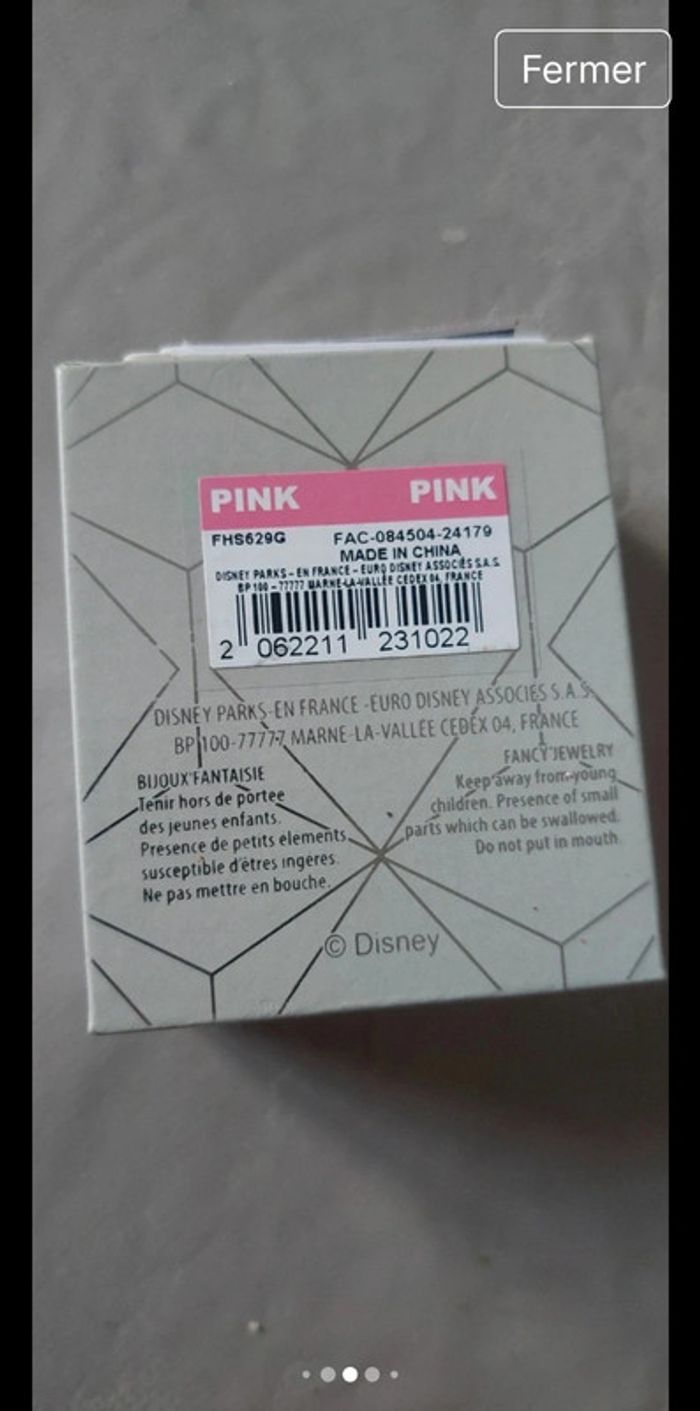 Fermer
PINK PINK
FHS629G FAC-084504-24179
MADE IN CHINA
DISNEY PARKS - EN FRANCE - EURO DISNEY ASSOCIÉS S.A.S.
BP 100 - 77777 MARNE-LA-VALLÉE CEDEX 04, FRANCE
2 062211 231022
DISNEY PARKS-EN FRANCE -EURO DISNEY ASSOCIES S.A.S.
BP 100-77777 MARNE-LA-VALLÉE CEDEX 04, FRANCE
BIJOUX FANTAISIE
Tenir hors de portee
des jeunes enfants.
Presence de petits elements
susceptible d'êtres ingeres.
Ne pas mettre en bouche.
FANCY JEWELRY
Keep away from young
children. Presence of small
parts which can be swallowed.
Do not put in mouth.
© Disney